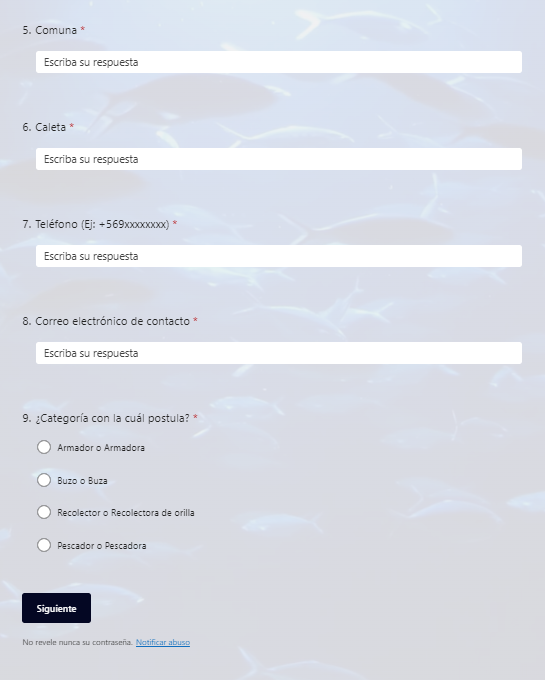 5. Comuna *
Escriba su respuesta
6. Caleta *
Escriba su respuesta
7. Teléfono (Ej: +569xxxxxxxx) *
Escriba su respuesta
8. Correo electrónico de contacto *
Escriba su respuesta
9. ¿Categoría con la cuál postula? *
Armador o Armadora
Buzo o Buza
Recolector o Recolectora de orilla
Pescador o Pescadora
Siguiente
No revele nunca su contraseña. Notificar abuso